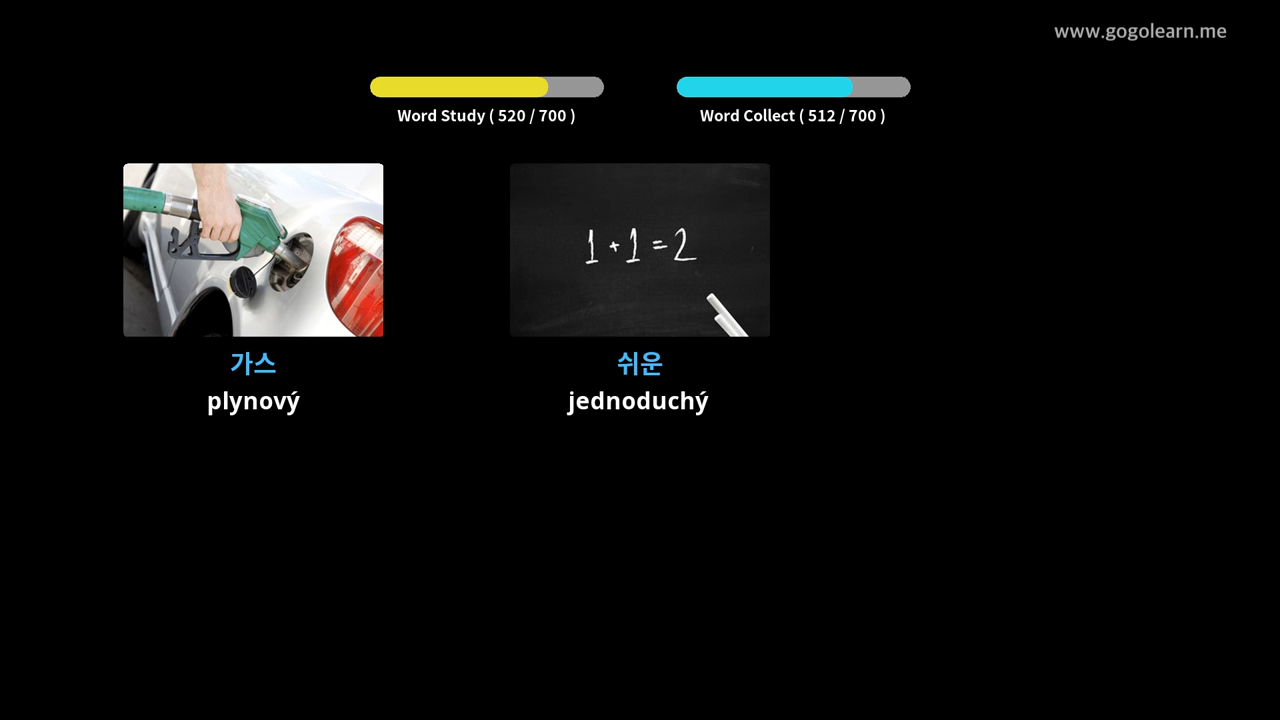 www.gogolearn.me
Word Study ( 520 / 700 )
Word Collect ( 512 / 700 )
1 + 1 = 2
가스
쉬운
plynový
jednoduchý